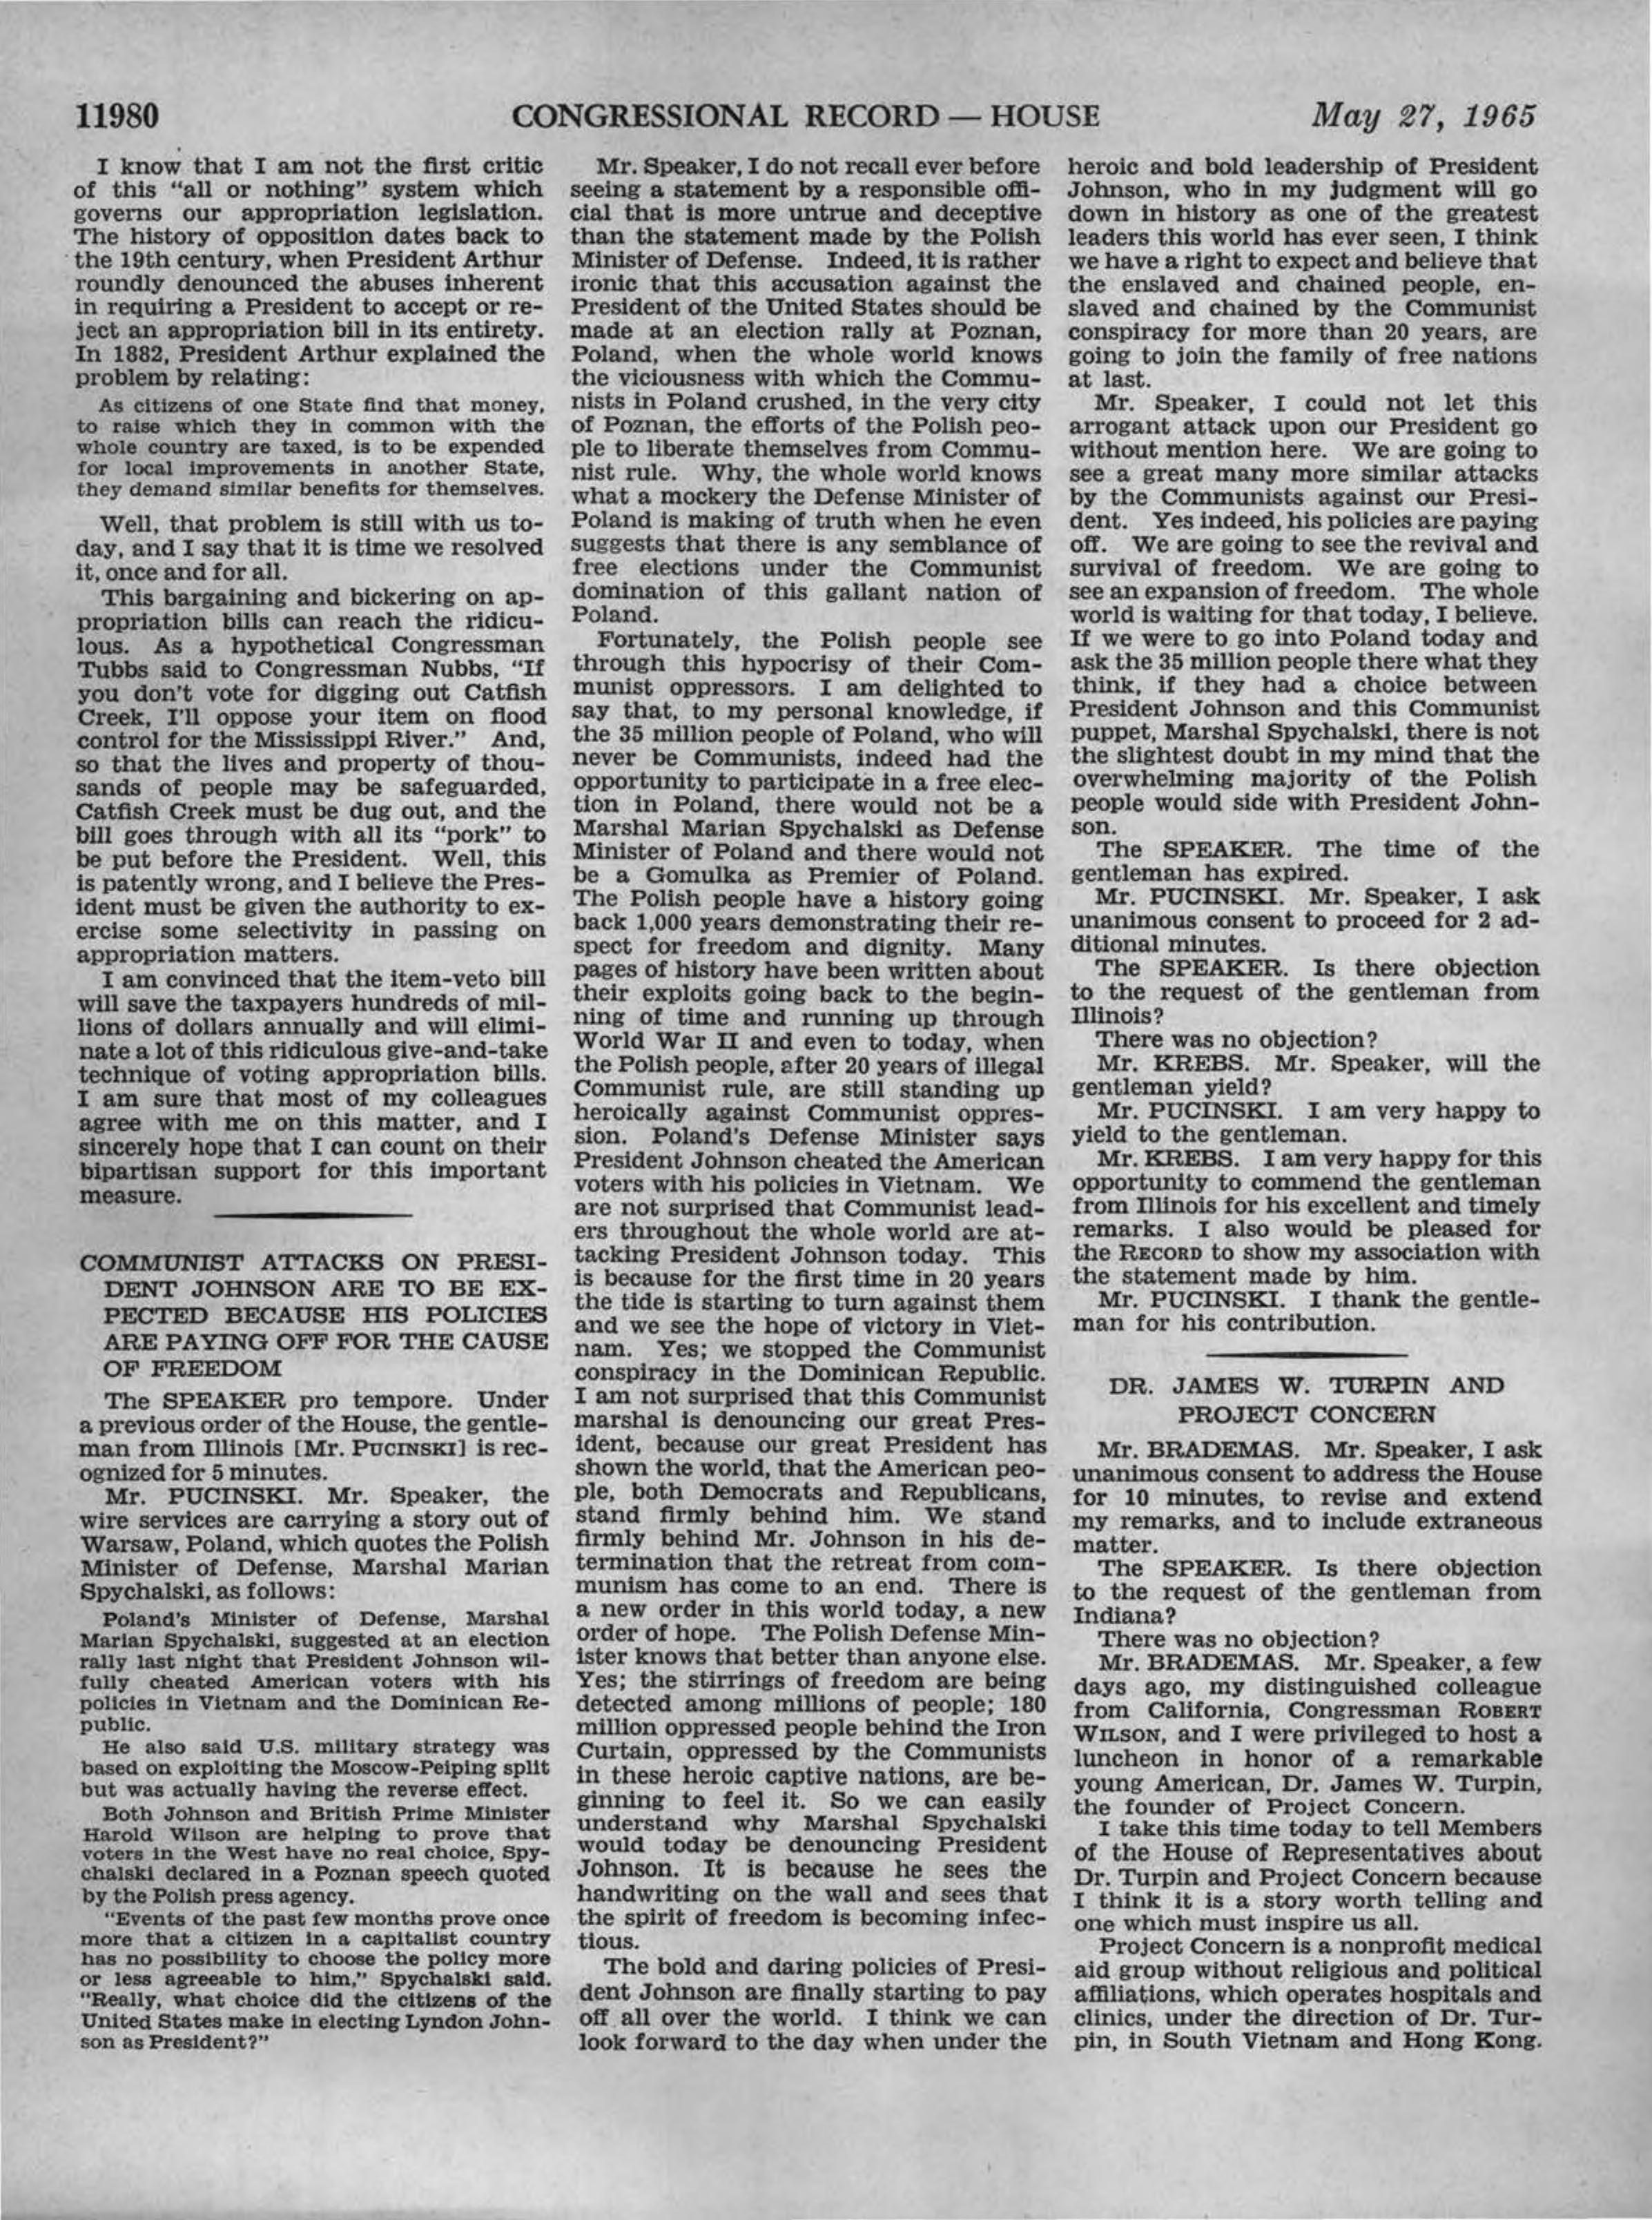 11980
CONGRESSIONAL RECORD — HOUSE
May 27, 1965
I know that I am not the first critic
of this "all or nothing" system which
governs our appropriation legislation.
The history of opposition dates back to
the 19th century, when President Arthur
roundly denounced the abuses inherent
in requiring a President to accept or re-
ject an appropriation bill in its entirety.
In 1882, President Arthur explained the
problem by relating:
As citizens of one State find that money,
to raise which they in common with the
whole country are taxed, is to be expended
for local improvements in another State,
they demand similar benefits for themselves.
Well, that problem is still with us to-
day, and I say that it is time we resolved
it, once and for all.
This bargaining and bickering on ap-
propriation bills can reach the ridicu-
lous. As a hypothetical Congressman
Tubbs said to Congressman Nubbs, "If
you don't vote for digging out Catfish
Creek, I'll oppose your item on flood
control for the Mississippi River." And,
so that the lives and property of thou-
sands of people may be safeguarded,
Catfish Creek must be dug out, and the
bill goes through with all its "pork" to
be put before the President. Well, this
is patently wrong, and I believe the Pres-
ident must be given the authority to ex-
ercise some selectivity in passing on
appropriation matters.
I am convinced that the item-veto bill
will save the taxpayers hundreds of mil-
lions of dollars annually and will elimi-
nate a lot of this ridiculous give-and-take
technique of voting appropriation bills.
I am sure that most of my colleagues
agree with me on this matter, and I
sincerely hope that I can count on their
bipartisan support for this important
measure.
COMMUNIST ATTACKS ON PRESI-
DENT JOHNSON ARE TO BE EX-
PECTED BECAUSE HIS POLICIES
ARE PAYING OFF FOR THE CAUSE
OF FREEDOM
The SPEAKER pro tempore. Under
a previous order of the House, the gentle-
man from Illinois [Mr. PUCINSKI] is rec-
ognized for 5 minutes.
Mr. PUCINSKI. Mr. Speaker, the
wire services are carrying a story out of
Warsaw, Poland, which quotes the Polish
Minister of Defense, Marshal Marian
Spychalski, as follows:
Poland's Minister of Defense, Marshal
Marian Spychalski, suggested at an election
rally last night that President Johnson wil-
fully cheated American voters with his
policies in Vietnam and the Dominican Re-
public.
He also said U.S. military strategy was
based on exploiting the Moscow-Peiping split
but was actually having the reverse effect.
Both Johnson and British Prime Minister
Harold Wilson are helping to prove that
voters in the West have no real choice, Spy-
chalski declared in a Poznan speech quoted
by the Polish press agency.
"Events of the past few months prove once
more that a citizen in a capitalist country
has no possibility to choose the policy more
or less agreeable to him," Spychalski said.
"Really, what choice did the citizens of the
United States make in electing Lyndon John-
son as President?"
Mr. Speaker, I do not recall ever before
seeing a statement by a responsible offi-
cial that is more untrue and deceptive
than the statement made by the Polish
Minister of Defense. Indeed, it is rather
ironic that this accusation against the
President of the United States should be
made at an election rally at Poznan,
Poland, when the whole world knows
the viciousness with which the Commu-
nists in Poland crushed, in the very city
of Poznan, the efforts of the Polish peo-
ple to liberate themselves from Commu-
nist rule. Why, the whole world knows
what a mockery the Defense Minister of
Poland is making of truth when he even
suggests that there is any semblance of
free elections under the Communist
domination of this gallant nation of
Poland.
Fortunately, the Polish people see
through this hypocrisy of their Com-
munist oppressors. I am delighted to
say that, to my personal knowledge, if
the 35 million people of Poland, who will
never be Communists, indeed had the
opportunity to participate in a free elec-
tion in Poland, there would not be a
Marshal Marian Spychalski as Defense
Minister of Poland and there would not
be a Gomulka as Premier of Poland.
The Polish people have a history going
back 1,000 years demonstrating their re-
spect for freedom and dignity. Many
pages of history have been written about
their exploits going back to the begin-
ning of time and running up through
World War II and even to today, when
the Polish people, after 20 years of illegal
Communist rule, are still standing up
heroically against Communist oppres-
sion. Poland's Defense Minister says
President Johnson cheated the American
voters with his policies in Vietnam. We
are not surprised that Communist lead-
ers throughout the whole world are at-
tacking President Johnson today. This
is because for the first time in 20 years
the tide is starting to turn against them
and we see the hope of victory in Viet-
nam. Yes; we stopped the Communist
conspiracy in the Dominican Republic.
I am not surprised that this Communist
marshal is denouncing our great Pres-
ident, because our great President has
shown the world, that the American peo-
ple, both Democrats and Republicans,
stand firmly behind him. We stand
firmly behind Mr. Johnson in his de-
termination that the retreat from com-
munism has come to an end. There is
a new order in this world today, a new
order of hope. The Polish Defense Min-
ister knows that better than anyone else.
Yes; the stirrings of freedom are being
detected among millions of people; 180
million oppressed people behind the Iron
Curtain, oppressed by the Communists
in these heroic captive nations, are be-
ginning to feel it. So we can easily
understand why Marshal Spychalski
would today be denouncing President
Johnson. It is because he sees the
handwriting on the wall and sees that
the spirit of freedom is becoming infec-
tious.
The bold and daring policies of Presi-
dent Johnson are finally starting to pay
off all over the world. I think we can
look forward to the day when under the
heroic and bold leadership of President
Johnson, who in my judgment will go
down in history as one of the greatest
leaders this world has ever seen, I think
we have a right to expect and believe that
the enslaved and chained people, en-
slaved and chained by the Communist
conspiracy for more than 20 years, are
going to join the family of free nations
at last.
Mr. Speaker, I could not let this
arrogant attack upon our President go
without mention here. We are going to
see a great many more similar attacks
by the Communists against our Presi-
dent. Yes indeed, his policies are paying
off. We are going to see the revival and
survival of freedom. We are going to
see an expansion of freedom. The whole
world is waiting for that today, I believe.
If we were to go into Poland today and
ask the 35 million people there what they
think, if they had a choice between
President Johnson and this Communist
puppet, Marshal Spychalski, there is not
the slightest doubt in my mind that the
overwhelming majority of the Polish
people would side with President John-
son.
The SPEAKER. The time of the
gentleman has expired.
Mr. PUCINSKI. Mr. Speaker, I ask
unanimous consent to proceed for 2 ad-
ditional minutes.
The SPEAKER. Is there objection
to the request of the gentleman from
Illinois?
There was no objection?
Mr. KREBS. Mr. Speaker, will the
gentleman yield?
Mr. PUCINSKI. I am very happy to
yield to the gentleman.
Mr. KREBS. I am very happy for this
opportunity to commend the gentleman
from Illinois for his excellent and timely
remarks. I also would be pleased for
the RECORD to show my association with
the statement made by him.
Mr. PUCINSKI. I thank the gentle-
man for his contribution.
DR. JAMES W. TURPIN AND
PROJECT CONCERN
Mr. BRADEMAS. Mr. Speaker, I ask
unanimous consent to address the House
for 10 minutes, to revise and extend
my remarks, and to include extraneous
matter.
The SPEAKER. Is there objection
to the request of the gentleman from
Indiana?
There was no objection?
Mr. BRADEMAS. Mr. Speaker, a few
days ago, my distinguished colleague
from California, Congressman ROBERT
WILSON, and I were privileged to host a
luncheon in honor of a remarkable
young American, Dr. James W. Turpin,
the founder of Project Concern.
I take this time today to tell Members
of the House of Representatives about
Dr. Turpin and Project Concern because
I think it is a story worth telling and
one which must inspire us all.
Project Concern is a nonprofit medical
aid group without religious and political
affiliations, which operates hospitals and
clinics, under the direction of Dr. Tur-
pin, in South Vietnam and Hong Kong.